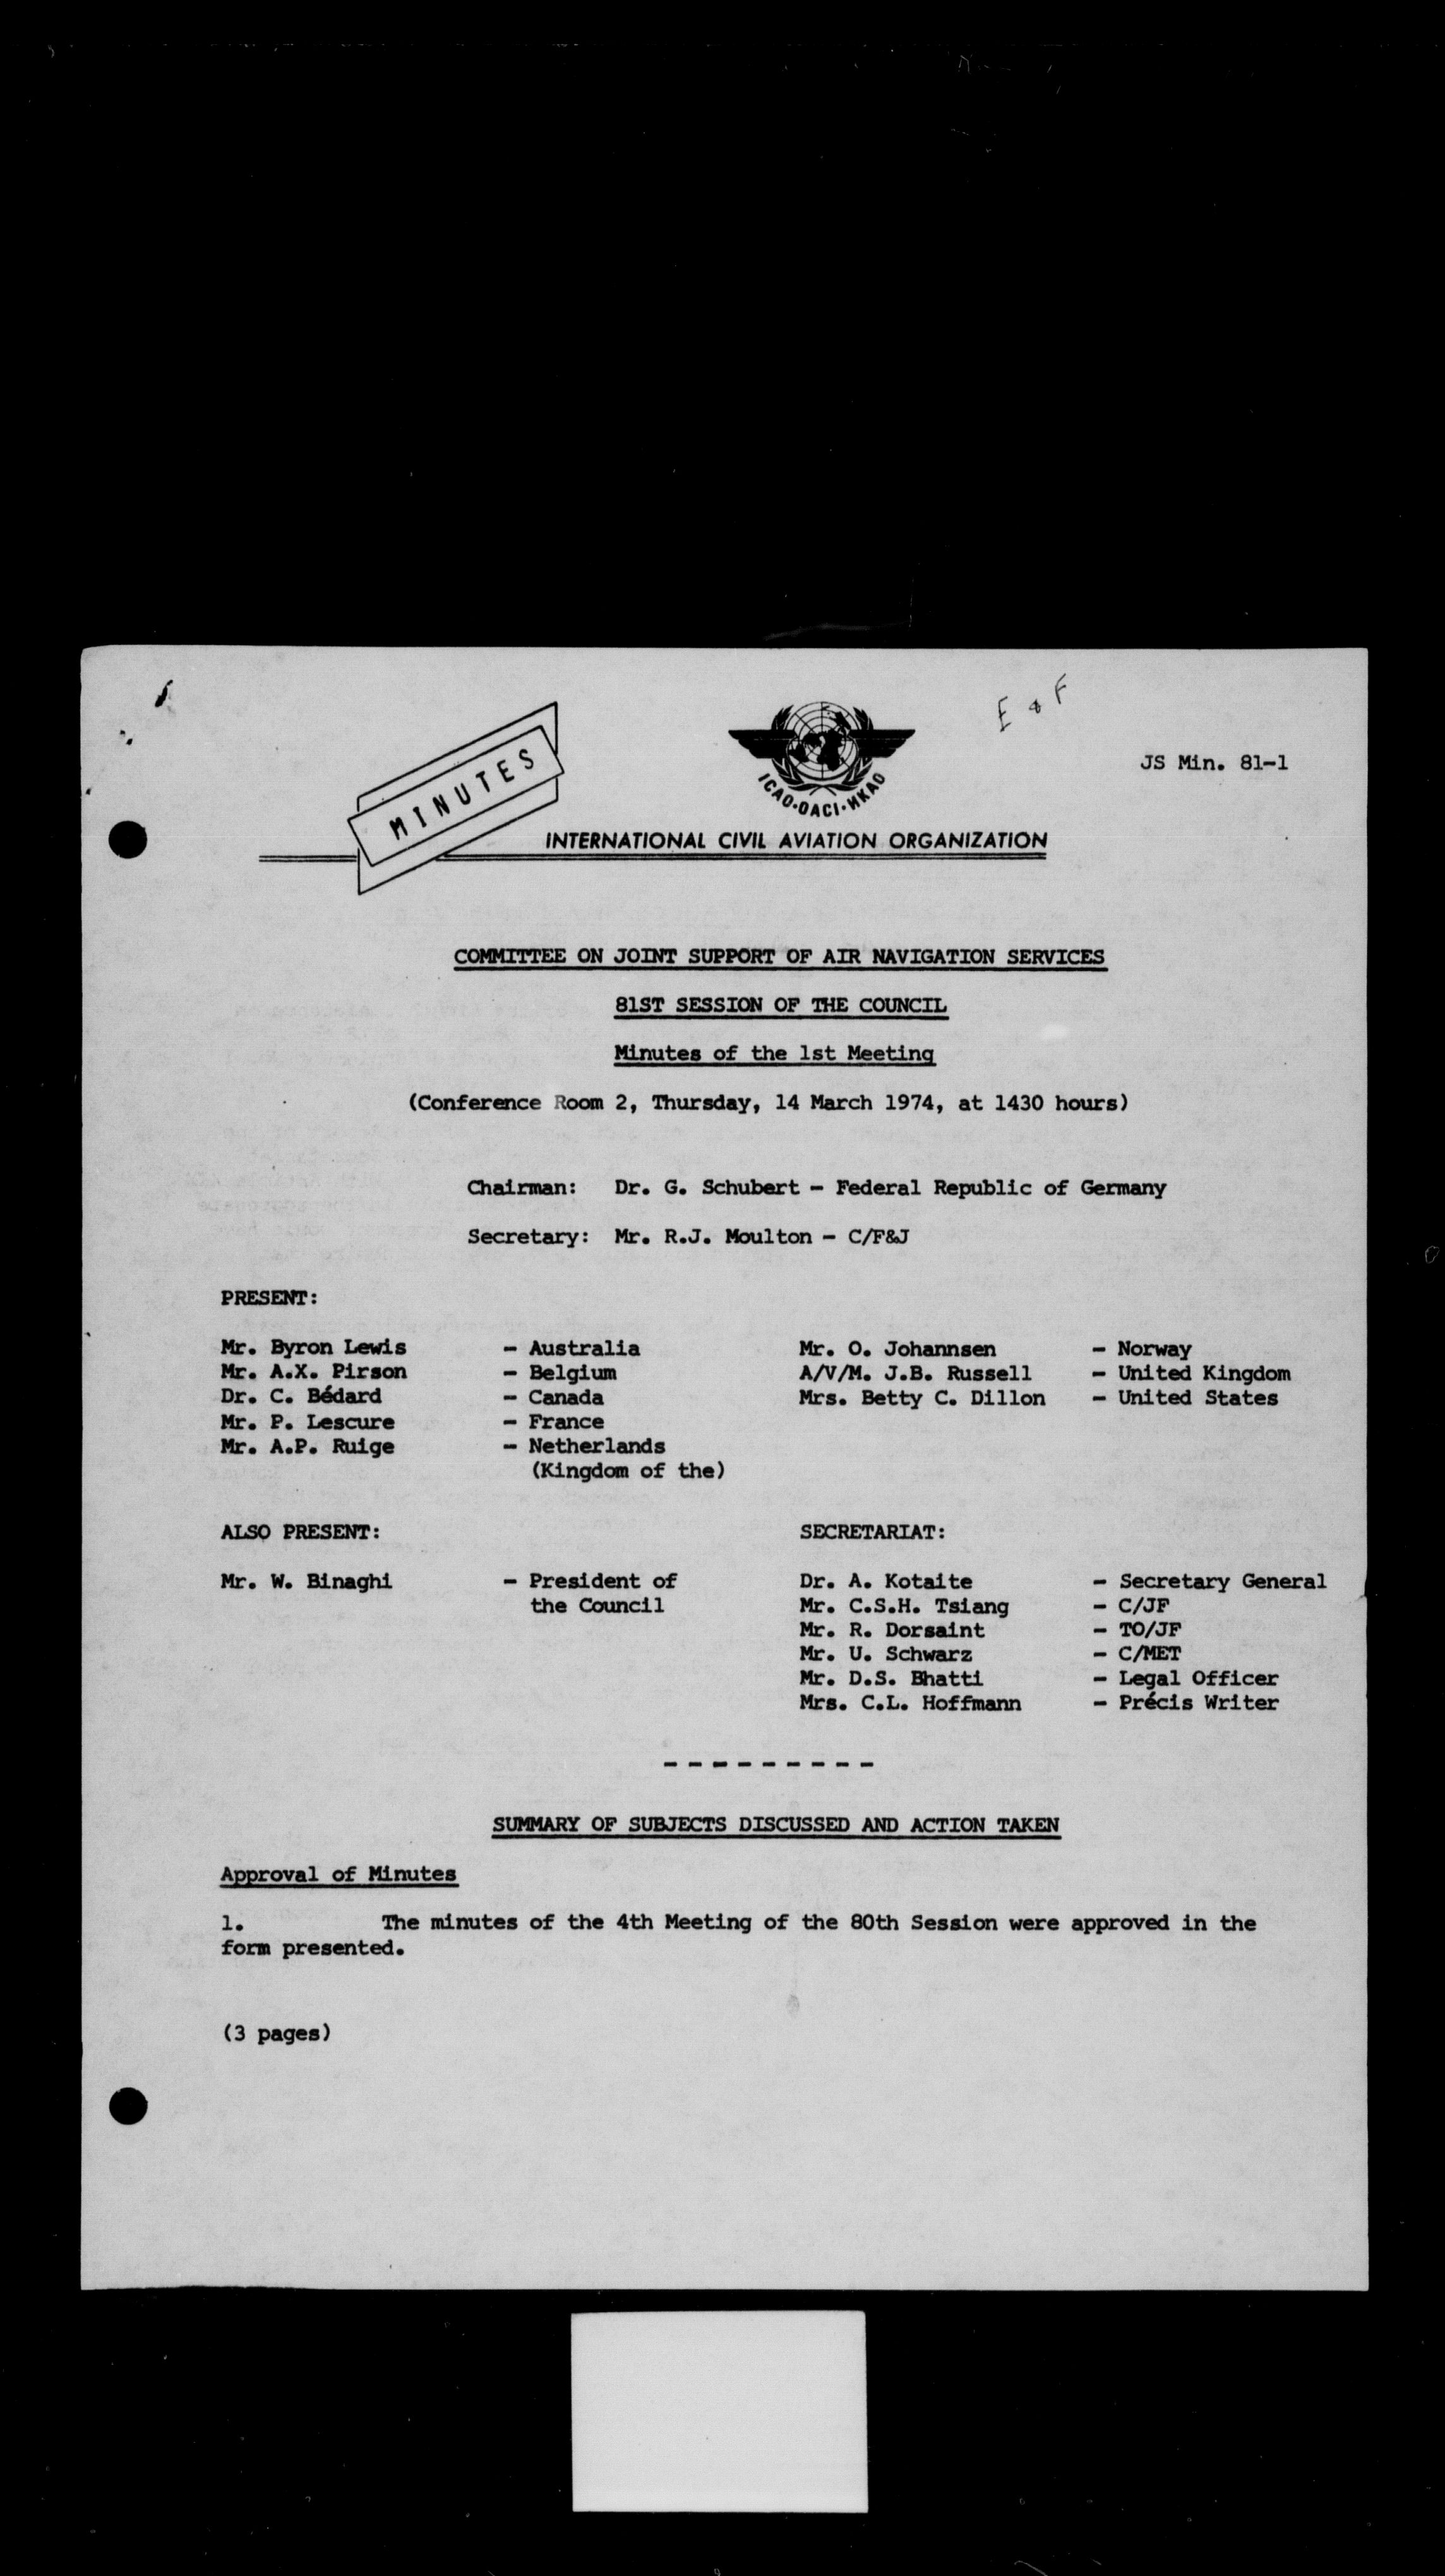 E & F
MINUTES
ICAO·OACI·ИКАО
JS Min. 81-1
INTERNATIONAL CIVIL AVIATION ORGANIZATION
COMMITTEE ON JOINT SUPPORT OF AIR NAVIGATION SERVICES
81ST SESSION OF THE COUNCIL
Minutes of the 1st Meeting
(Conference Room 2, Thursday, 14 March 1974, at 1430 hours)
Chairman: Dr. G. Schubert - Federal Republic of Germany
Secretary: Mr. R.J. Moulton - C/F&J
PRESENT:
Mr. Byron Lewis - Australia
Mr. A.X. Pirson - Belgium
Dr. C. Bédard - Canada
Mr. P. Lescure - France
Mr. A.P. Ruige - Netherlands
(Kingdom of the)
Mr. O. Johannsen - Norway
A/V/M. J.B. Russell - United Kingdom
Mrs. Betty C. Dillon - United States
ALSO PRESENT:
Mr. W. Binaghi - President of
the Council
SECRETARIAT:
Dr. A. Kotaite - Secretary General
Mr. C.S.H. Tsiang - C/JF
Mr. R. Dorsaint - TO/JF
Mr. U. Schwarz - C/MET
Mr. D.S. Bhatti - Legal Officer
Mrs. C.L. Hoffmann - Précis Writer
- - - - - - - - -
SUMMARY OF SUBJECTS DISCUSSED AND ACTION TAKEN
Approval of Minutes
1. The minutes of the 4th Meeting of the 80th Session were approved in the
form presented.
(3 pages)